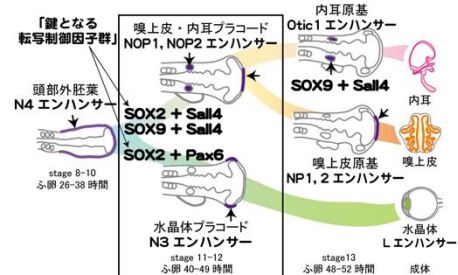 「鍵となる
転写制御因子群」
頭部外胚葉
N4 エンハンサー
stage 8-10
ふ卵 26-38 時間
嗅上皮・内耳プラコード
NOP1, NOP2 エンハンサー
SOX2 + Sall4
SOX9 + Sall4
SOX2 + Pax6
水晶体プラコード
N3 エンハンサー
stage 11-12
ふ卵 40-49 時間
内耳原基
Otic1 エンハンサー
SOX9 + Sall4
嗅上皮原基
NP1, 2 エンハンサー
stage13
ふ卵 48-52 時間
内耳
嗅上皮
水晶体
L エンハンサー
成体